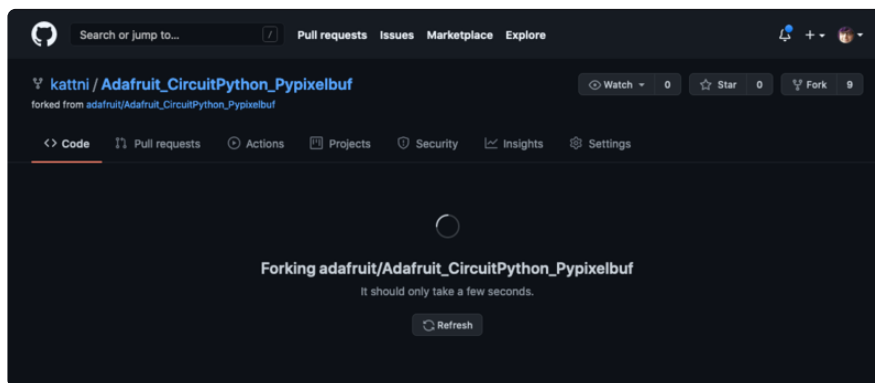 Search or jump to... / Pull requests Issues Marketplace Explore
kattni / Adafruit_CircuitPython_Pypixelbuf Watch 0 Star 0 Fork 9
forked from adafruit/Adafruit_CircuitPython_Pypixelbuf
<> Code Pull requests Actions Projects Security Insights Settings
Forking adafruit/Adafruit_CircuitPython_Pypixelbuf
It should only take a few seconds.
Refresh